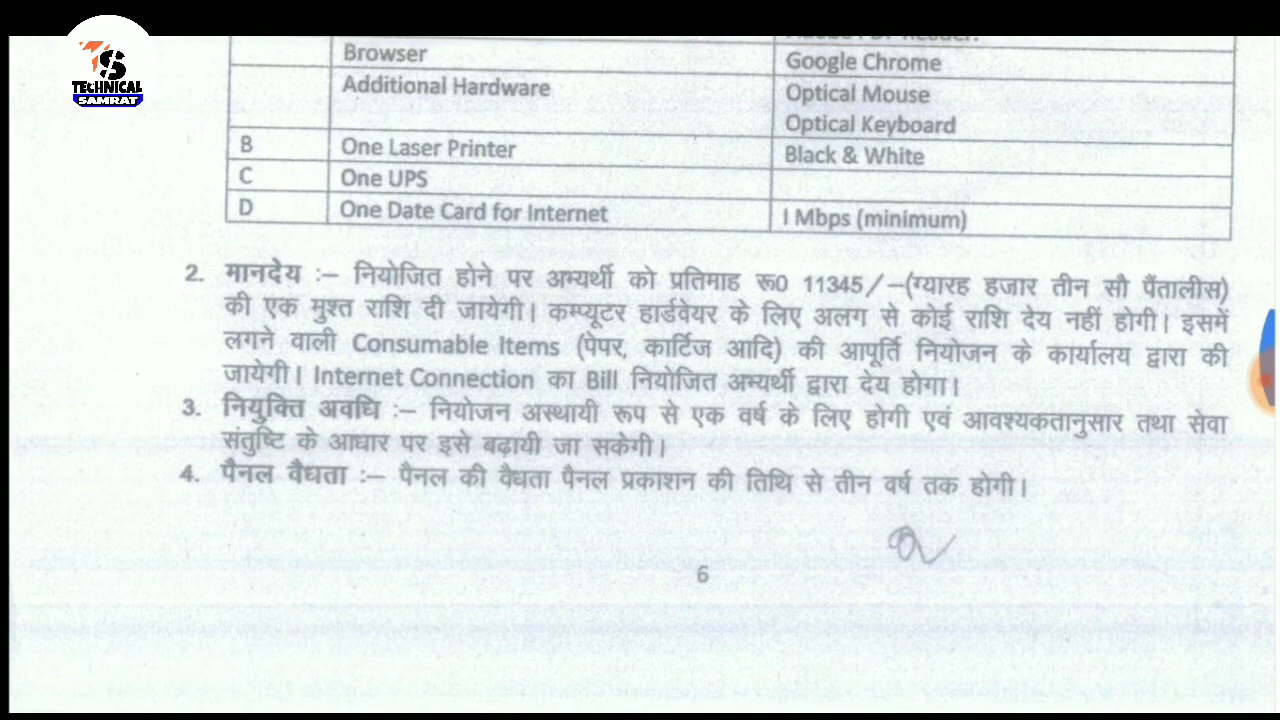 TECHNICAL
SAMRAT
Browser Google Chrome
Additional Hardware Optical Mouse
Optical Keyboard
B One Laser Printer Black & White
C One UPS
D One Date Card for Internet I Mbps (minimum)
2. मानदेय :– नियोजित होने पर अभ्यर्थी को प्रतिमाह रू0 11345/–(ग्यारह हजार तीन सौ पैंतालीस)
की एक मुश्त राशि दी जायेगी। कम्प्यूटर हार्डवेयर के लिए अलग से कोई राशि देय नहीं होगी। इसमें
लगने वाली Consumable Items (पेपर, कार्टिज आदि) की आपूर्ति नियोजन के कार्यालय द्वारा की
जायेगी। Internet Connection का Bill नियोजित अभ्यर्थी द्वारा देय होगा।
3. नियुक्ति अवधि :– नियोजन अस्थायी रूप से एक वर्ष के लिए होगी एवं आवश्यकतानुसार तथा सेवा
संतुष्टि के आधार पर इसे बढ़ायी जा सकेगी।
4. पैनल वैधता :– पैनल की वैधता पैनल प्रकाशन की तिथि से तीन वर्ष तक होगी।
6